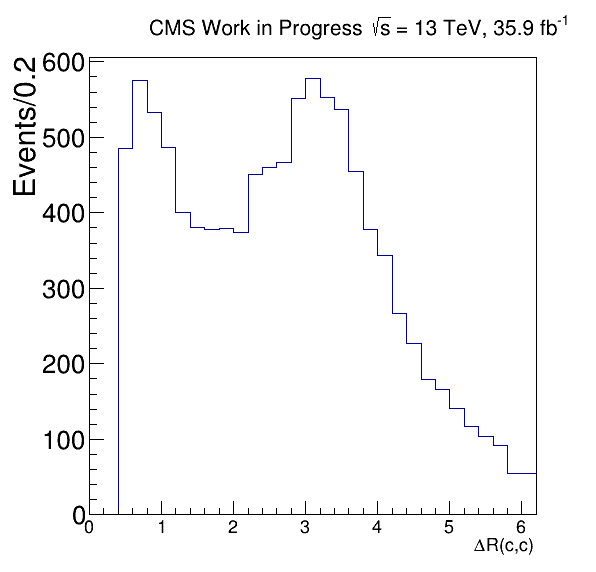 CMS Work in Progress √s = 13 TeV, 35.9 fb⁻¹
Events/0.2
600
500
400
300
200
100
0
0 1 2 3 4 5 6
ΔR(c,c)